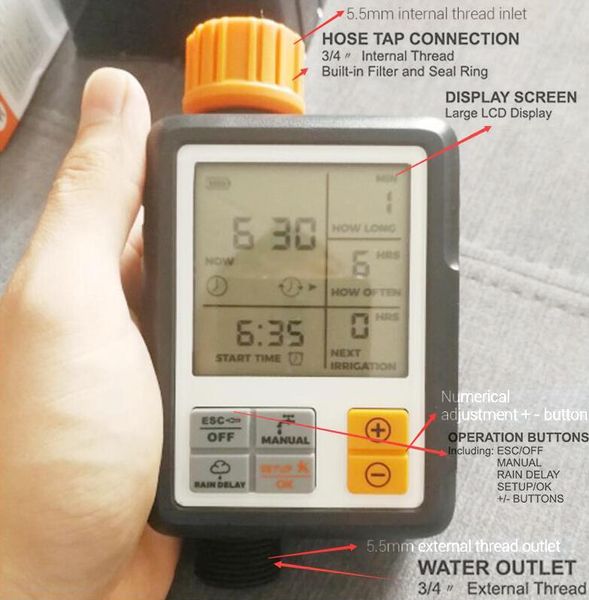 5.5mm internal thread inlet
HOSE TAP CONNECTION
3/4 〃 Internal Thread
Built-in Filter and Seal Ring
DISPLAY SCREEN
Large LCD Display
MIN
1
HOW LONG
6 30
NOW
6 HRS
HOW OFTEN
6:35
START TIME
0 HRS
NEXT
IRRIGATION
ESC
OFF
MANUAL
RAIN DELAY
SETUP
OK
+
−
Numerical
adjustment + - button
OPERATION BUTTONS
Including: ESC/OFF
MANUAL
RAIN DELAY
SETUP/OK
+/- BUTTONS
5.5mm external thread outlet
WATER OUTLET
3/4 〃 External Thread